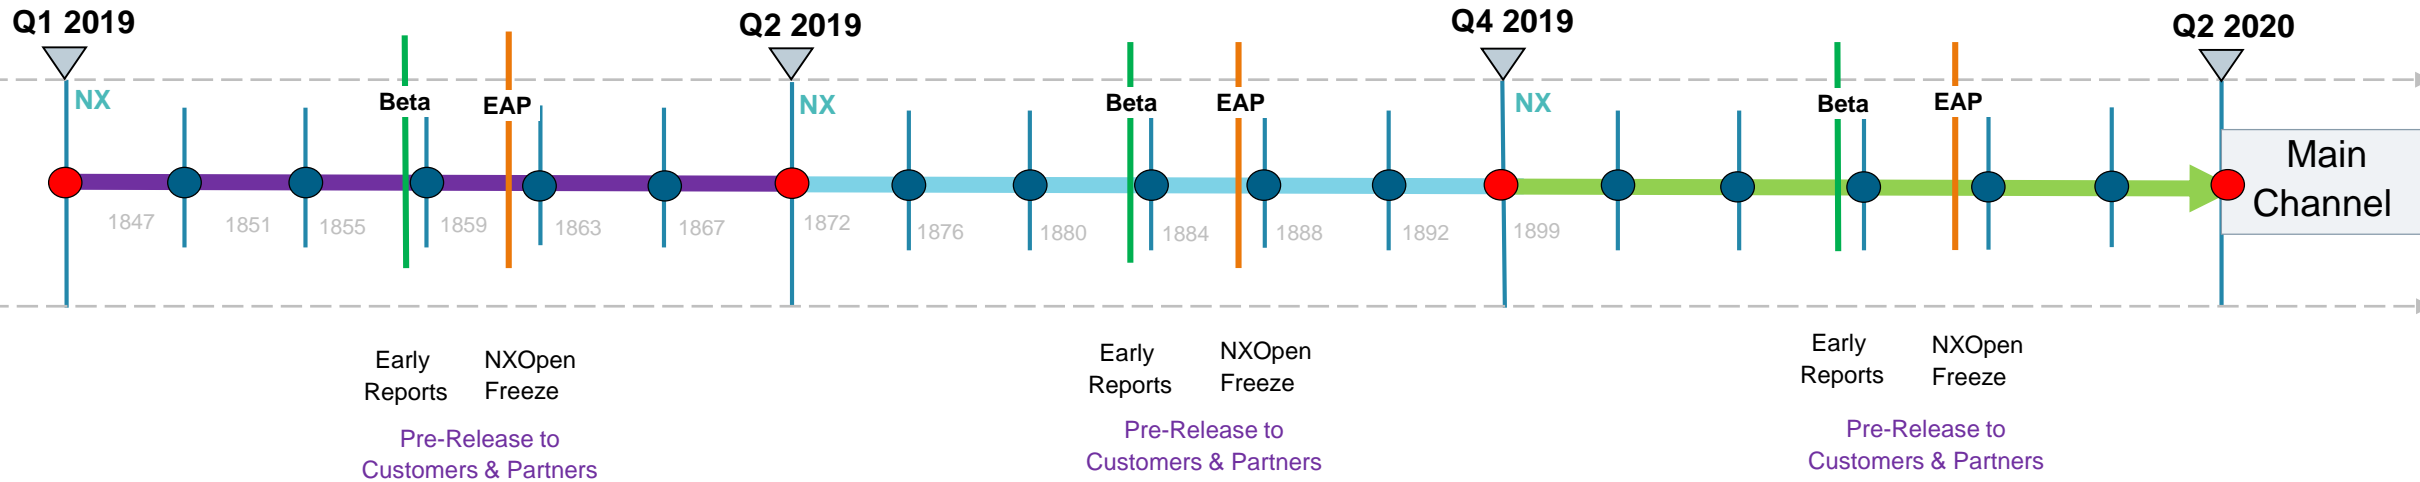 Q1 2019
Q2 2019
Q4 2019
Q2 2020
NX
Beta
EAP
NX
Beta
EAP
NX
Beta
EAP
Main
Channel
1847
1851
1855
1859
1863
1867
1872
1876
1880
1884
1888
1892
1899
Early
Reports
NXOpen
Freeze
Pre-Release to
Customers & Partners
Early
Reports
NXOpen
Freeze
Pre-Release to
Customers & Partners
Early
Reports
NXOpen
Freeze
Pre-Release to
Customers & Partners